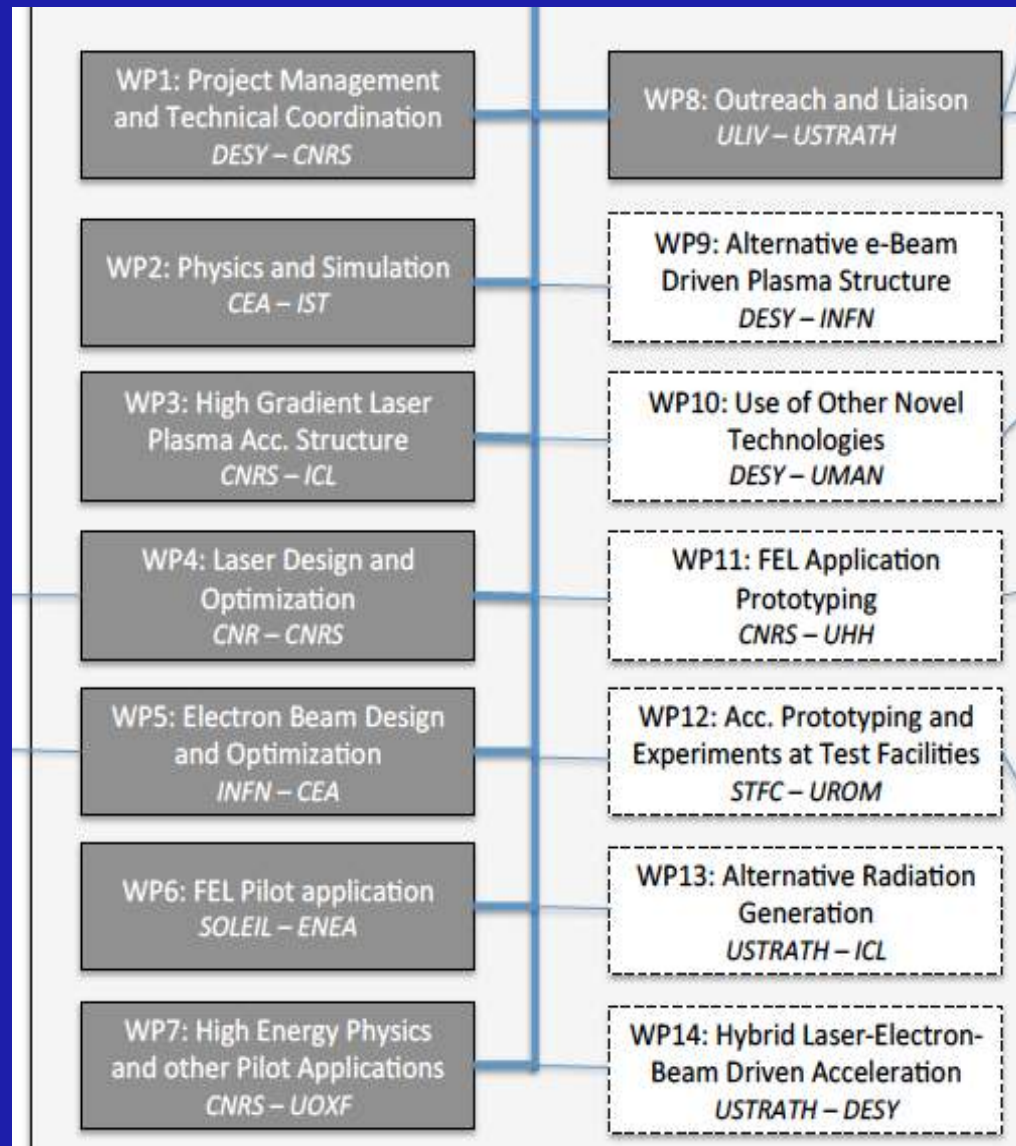 WP1: Project Management
and Technical Coordination
DESY – CNRS
WP2: Physics and Simulation
CEA – IST
WP3: High Gradient Laser
Plasma Acc. Structure
CNRS – ICL
WP4: Laser Design and
Optimization
CNR – CNRS
WP5: Electron Beam Design
and Optimization
INFN – CEA
WP6: FEL Pilot application
SOLEIL – ENEA
WP7: High Energy Physics
and other Pilot Applications
CNRS – UOXF
WP8: Outreach and Liaison
ULIV – USTRATH
WP9: Alternative e-Beam
Driven Plasma Structure
DESY – INFN
WP10: Use of Other Novel
Technologies
DESY – UMAN
WP11: FEL Application
Prototyping
CNRS – UHH
WP12: Acc. Prototyping and
Experiments at Test Facilities
STFC – UROM
WP13: Alternative Radiation
Generation
USTRATH – ICL
WP14: Hybrid Laser-Electron-
Beam Driven Acceleration
USTRATH – DESY